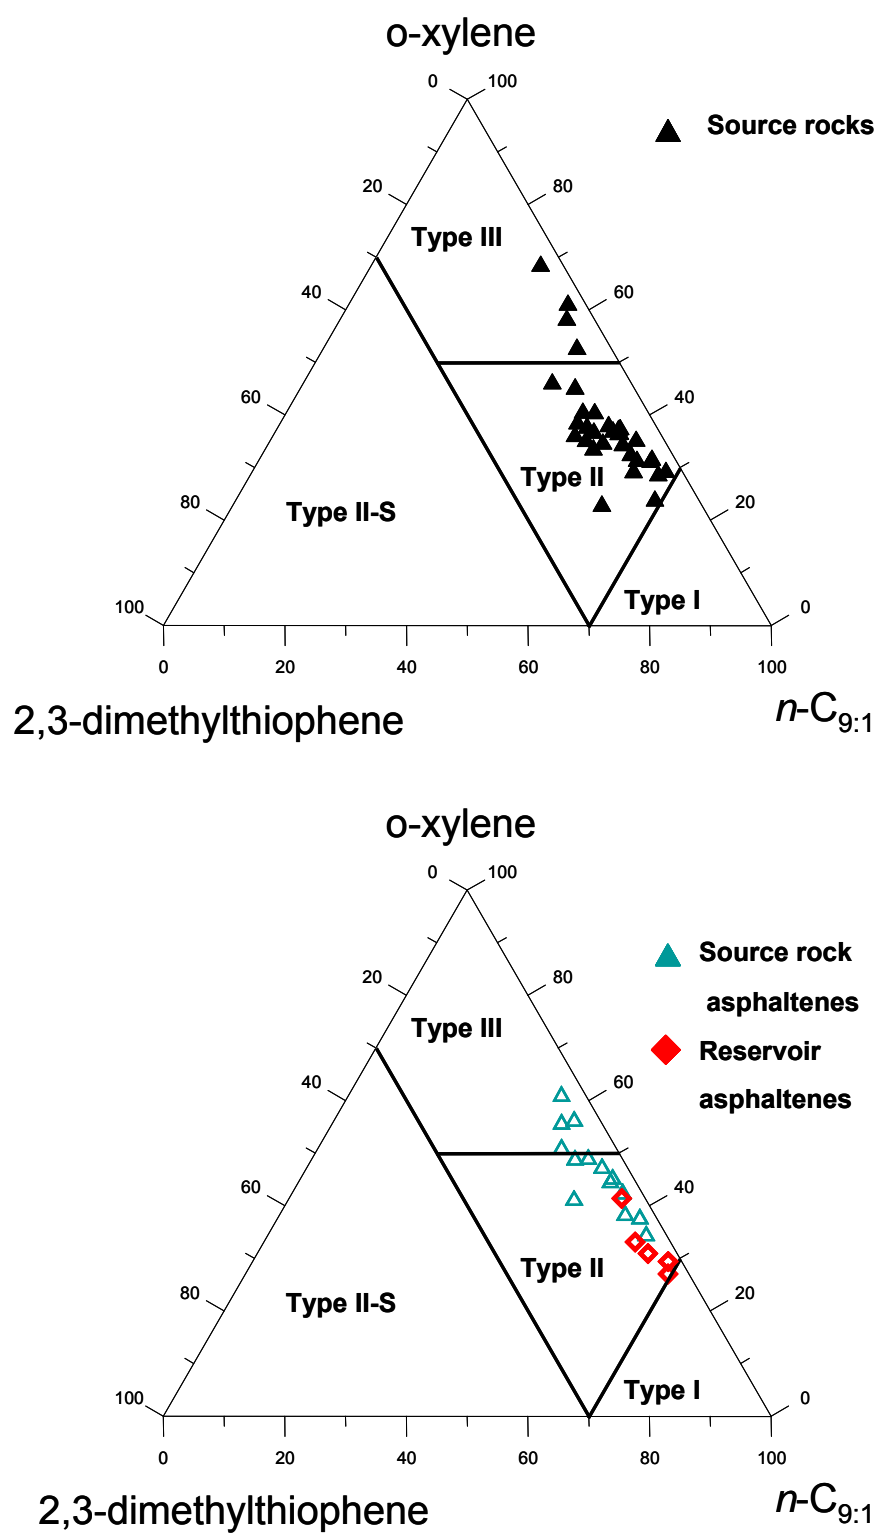 o-xylene
0 100
Source rocks
20 80
Type III
40 60
60 40
Type II
Type II-S
80 20
Type I
100 0
0 20 40 60 80 100
2,3-dimethylthiophene n-C9:1
o-xylene
0 100
Source rock
asphaltenes
20 80
Type III
Reservoir
asphaltenes
40 60
60 40
Type II
Type II-S
80 20
Type I
100 0
0 20 40 60 80 100
2,3-dimethylthiophene n-C9:1